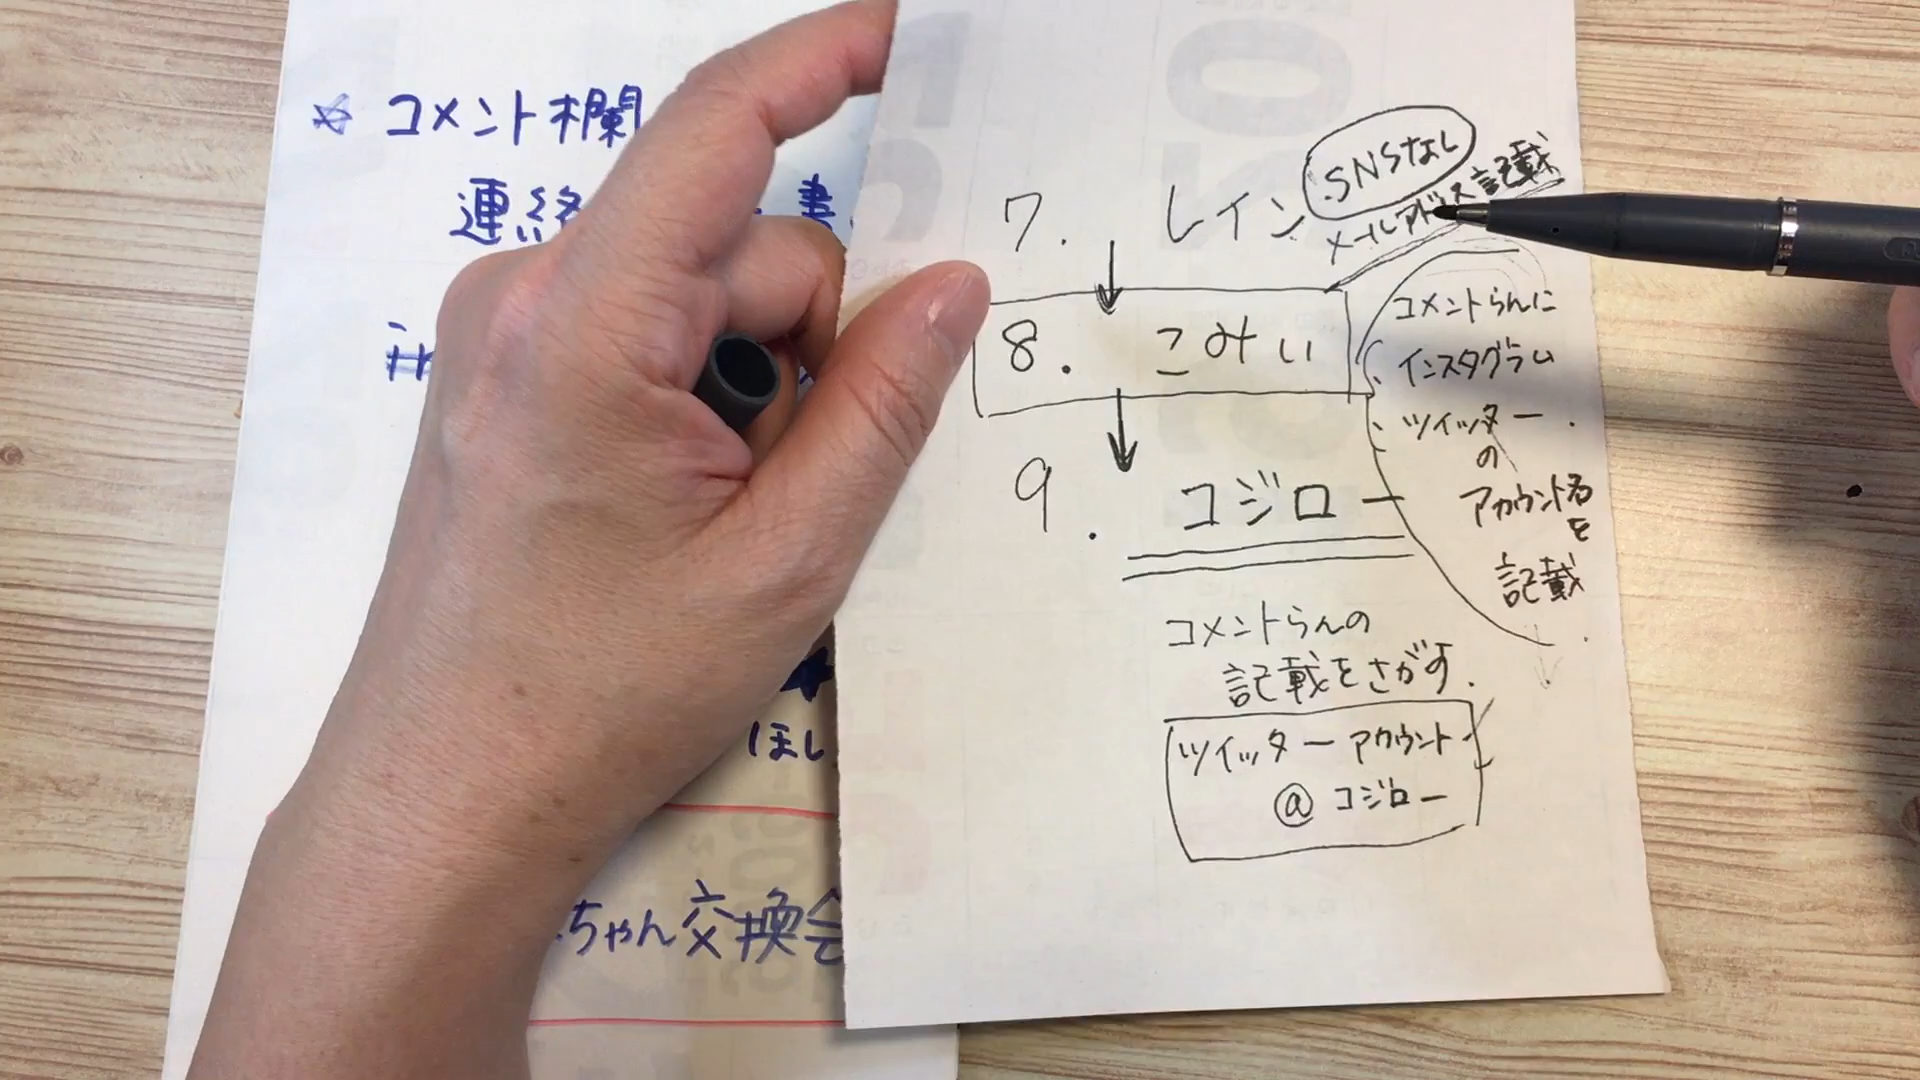 コメント欄
連絡
書
ほし
ちゃん交換会
7. レイン
SNSなし
メールアドレス記載
8. こみぃ
コメントらんに
インスタグラム
ツイッター
の
アカウント名
を
記載
9. コジロー
コメントらんの
記載をさがす.
ツイッターアカウント
@ コジロー